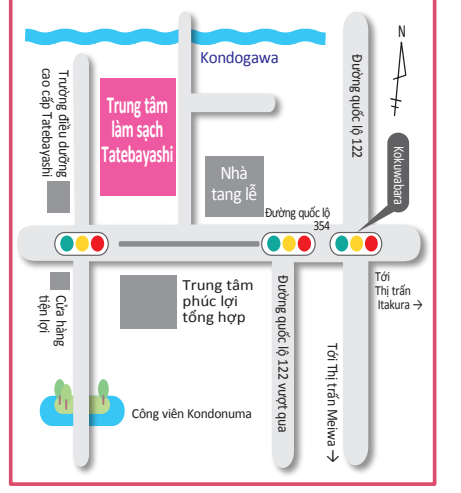 Kondogawa
N
Trường điều dưỡng
cao cấp Tatebayashi
Trung tâm
làm sạch
Tatebayashi
Đường quốc lộ 122
Kokuwabara
Nhà
tang lễ
Đường quốc lộ
354
Trung tâm
phúc lợi
tổng hợp
Tới
Thị trấn
Itakura →
Cửa hàng
tiện lợi
Đường quốc lộ 122 vượt qua
Tới Thị trấn Meiwa →
Công viên Kondonuma